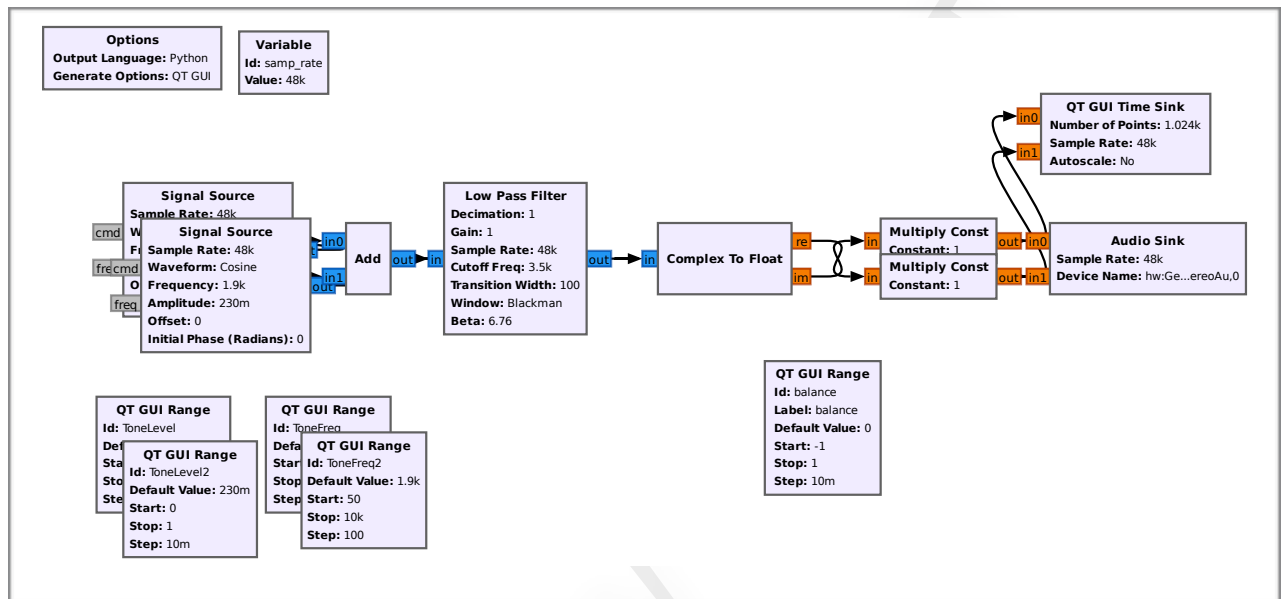 Options
Output Language: Python
Generate Options: QT GUI
Variable
Id: samp_rate
Value: 48k
QT GUI Time Sink
Number of Points: 1.024k
Sample Rate: 48k
Autoscale: No
in0
in1
Signal Source
Sample Rate: 48k
cmd
Signal Source
Sample Rate: 48k
Waveform: Cosine
Frequency: 1.9k
Amplitude: 230m
Offset: 0
Initial Phase (Radians): 0
cmd
freq
in0
in1
out
Add
out
in
Low Pass Filter
Decimation: 1
Gain: 1
Sample Rate: 48k
Cutoff Freq: 3.5k
Transition Width: 100
Window: Blackman
Beta: 6.76
out
in
Complex To Float
re
im
in
in
Multiply Const
Constant: 1
Multiply Const
Constant: 1
out
out
in0
in1
Audio Sink
Sample Rate: 48k
Device Name: hw:Ge...ereoAu,0
QT GUI Range
Id: balance
Label: balance
Default Value: 0
Start: -1
Stop: 1
Step: 10m
QT GUI Range
Id: ToneLevel
QT GUI Range
Id: ToneLevel2
Default Value: 230m
Start: 0
Stop: 1
Step: 10m
QT GUI Range
Id: ToneFreq
QT GUI Range
Id: ToneFreq2
Default Value: 1.9k
Start: 50
Stop: 10k
Step: 100